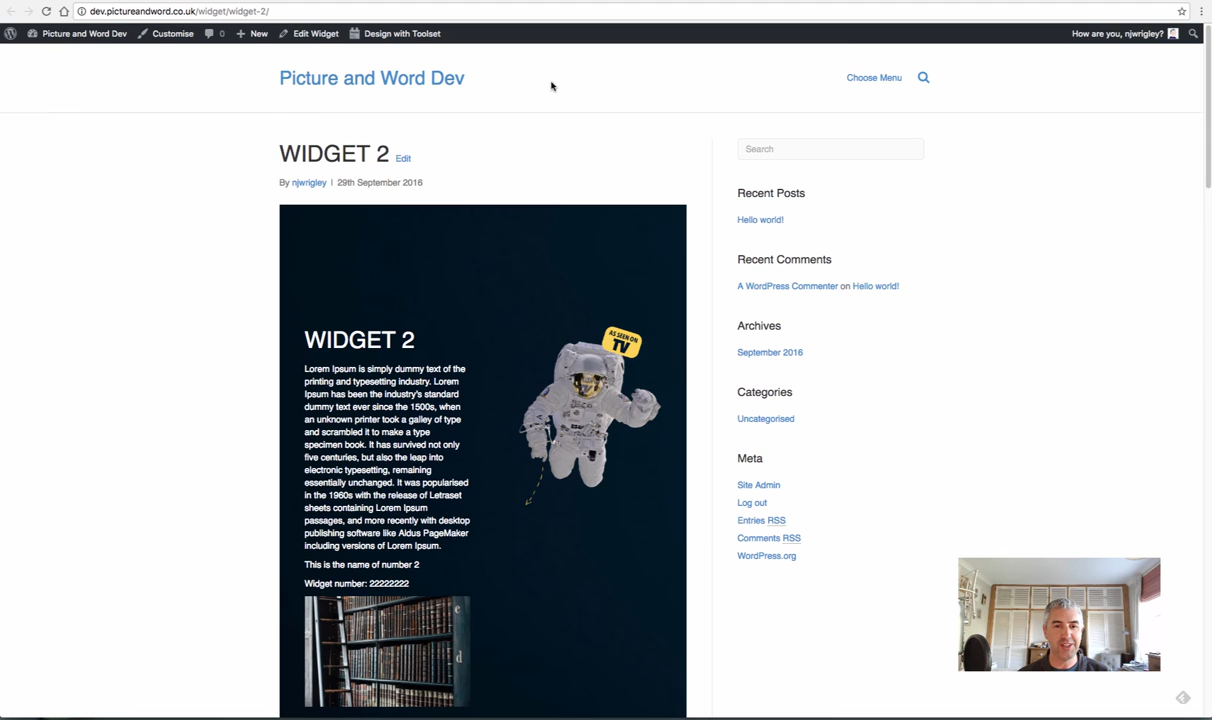 dev.pictureandword.co.uk/widget/widget-2/
Picture and Word Dev Customise 0 New Edit Widget Design with Toolset How are you, njwrigley?
Picture and Word Dev
Choose Menu
WIDGET 2 Edit
By njwrigley | 29th September 2016
WIDGET 2
Lorem Ipsum is simply dummy text of the
printing and typesetting industry. Lorem
Ipsum has been the industry's standard
dummy text ever since the 1500s, when
an unknown printer took a galley of type
and scrambled it to make a type
specimen book. It has survived not only
five centuries, but also the leap into
electronic typesetting, remaining
essentially unchanged. It was popularised
in the 1960s with the release of Letraset
sheets containing Lorem Ipsum
passages, and more recently with desktop
publishing software like Aldus PageMaker
including versions of Lorem Ipsum.
This is the name of number 2
Widget number: 22222222
AS SEEN ON
TV
e
d
Search
Recent Posts
Hello world!
Recent Comments
A WordPress Commenter on Hello world!
Archives
September 2016
Categories
Uncategorised
Meta
Site Admin
Log out
Entries RSS
Comments RSS
WordPress.org